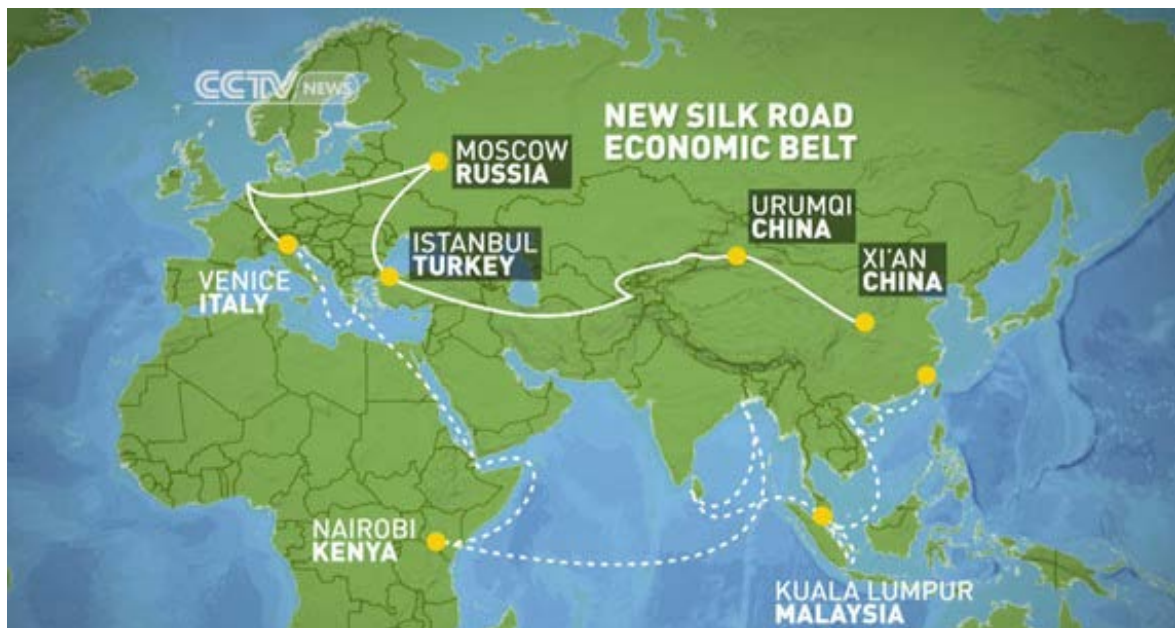 CCTV NEWS
NEW SILK ROAD
ECONOMIC BELT
MOSCOW
RUSSIA
URUMQI
CHINA
ISTANBUL
TURKEY
XI'AN
CHINA
VENICE
ITALY
NAIROBI
KENYA
KUALA LUMPUR
MALAYSIA